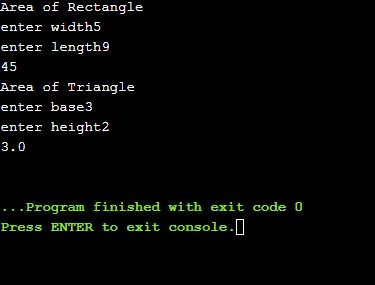 Area of Rectangle
enter width5
enter length9
45
Area of Triangle
enter base3
enter height2
3.0
...Program finished with exit code 0
Press ENTER to exit console.